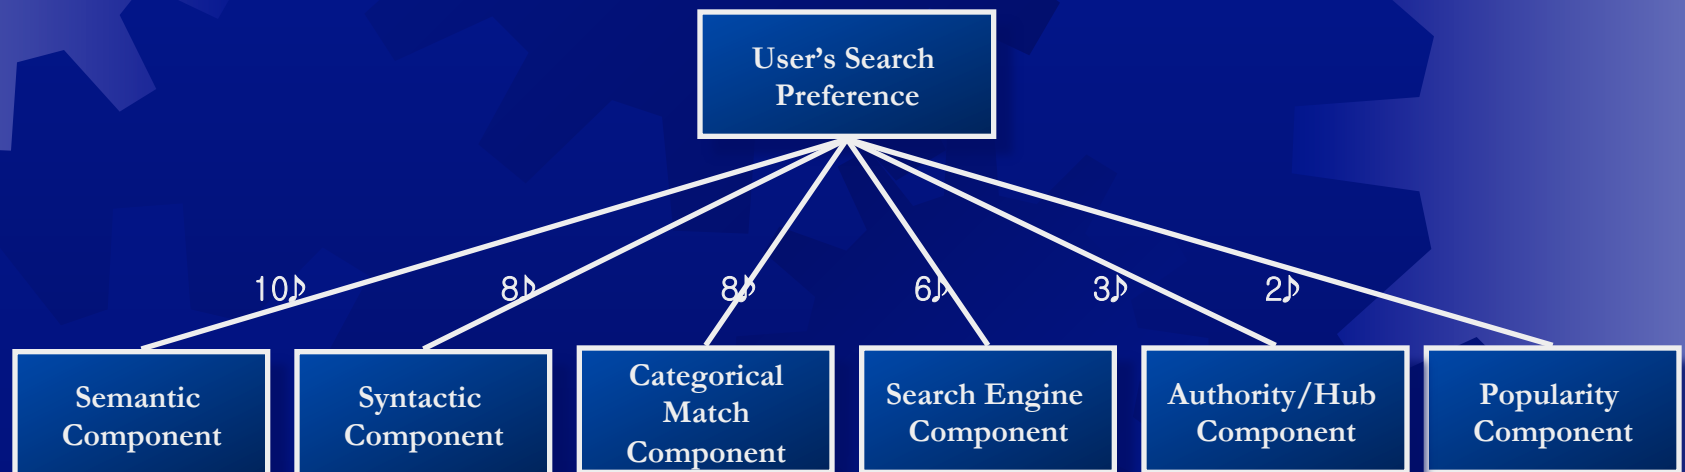 User’s Search
Preference
10♪
8♪
8♪
6♪
3♪
2♪
Semantic
Component
Syntactic
Component
Categorical
Match
Component
Search Engine
Component
Authority/Hub
Component
Popularity
Component